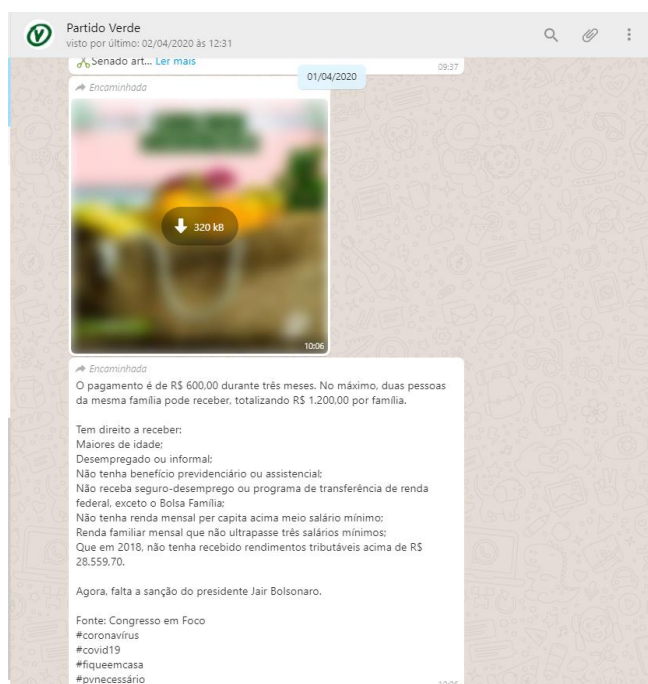 Partido Verde
visto por último: 02/04/2020 às 12:31
Senado art... Ler mais
09:37
01/04/2020
Encaminhada
320 kB
10:06
Encaminhada
O pagamento é de R$ 600,00 durante três meses. No máximo, duas pessoas
da mesma família pode receber, totalizando R$ 1.200,00 por família.
Tem direito a receber:
Maiores de idade;
Desempregado ou informal;
Não tenha benefício previdenciário ou assistencial;
Não receba seguro-desemprego ou programa de transferência de renda
federal, exceto o Bolsa Família;
Não tenha renda mensal per capita acima meio salário mínimo;
Renda familiar mensal que não ultrapasse três salários mínimos;
Que em 2018, não tenha recebido rendimentos tributáveis acima de R$
28.559,70.
Agora, falta a sanção do presidente Jair Bolsonaro.
Fonte: Congresso em Foco
#coronavírus
#covid19
#fiqueemcasa
#pvnecessário
10:06